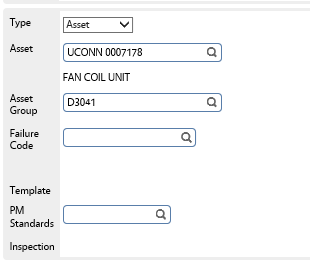 Type Asset
Asset UCONN 0007178
FAN COIL UNIT
Asset
Group D3041
Failure
Code
Template
PM
Standards
Inspection